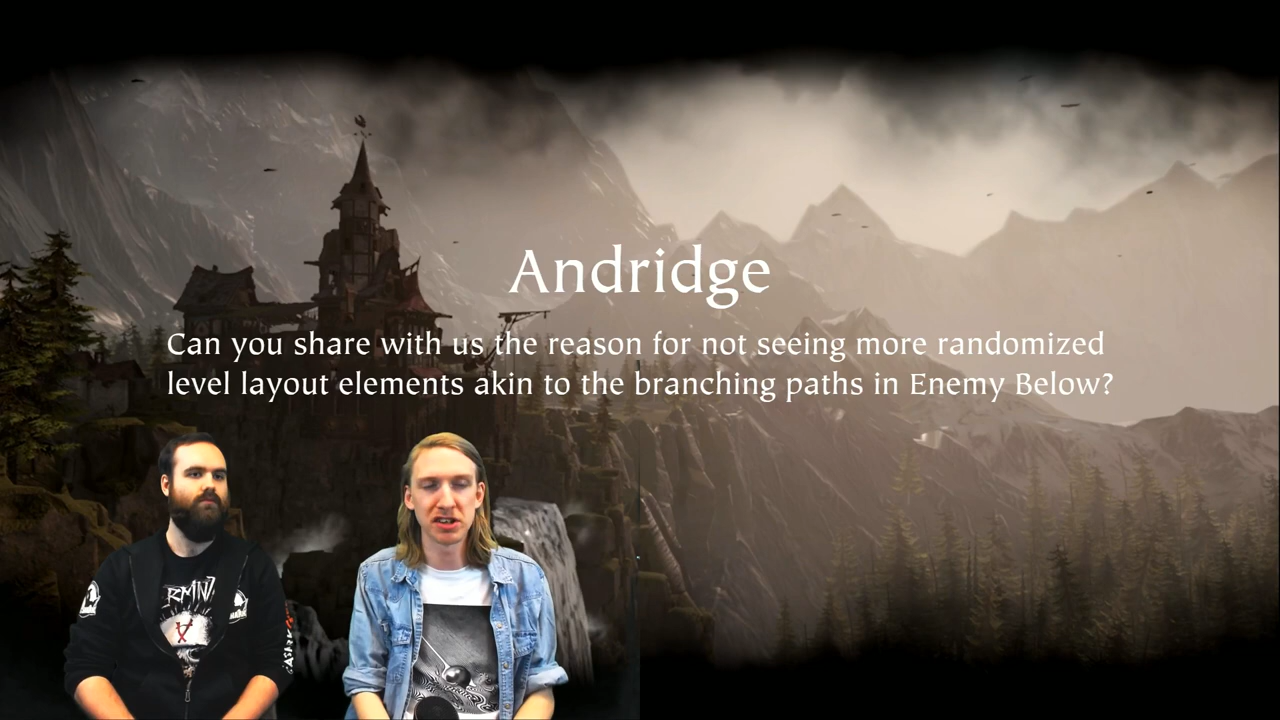 Andridge
Can you share with us the reason for not seeing more randomized
level layout elements akin to the branching paths in Enemy Below?